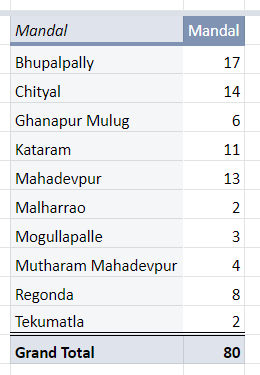 Mandal Mandal
Bhupalpally 17
Chityal 14
Ghanapur Mulug 6
Kataram 11
Mahadevpur 13
Malharrao 2
Mogullapalle 3
Mutharam Mahadevpur 4
Regonda 8
Tekumatla 2
Grand Total 80